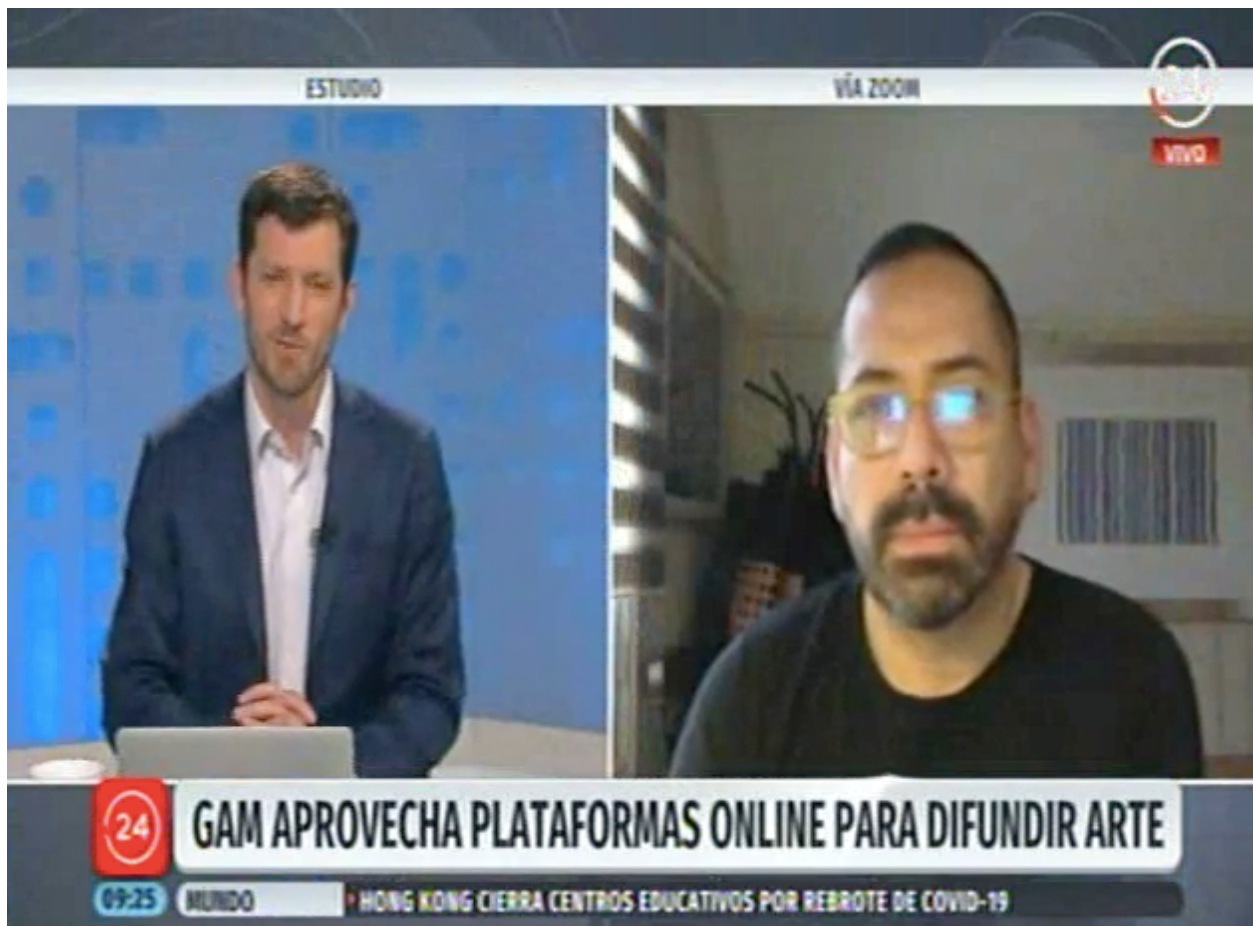 ESTUDIO
VÍA ZOOM
24
VIVO
24
GAM APROVECHA PLATAFORMAS ONLINE PARA DIFUNDIR ARTE
09:25
MUNDO
HONG KONG CIERRA CENTROS EDUCATIVOS POR REBROTE DE COVID-19